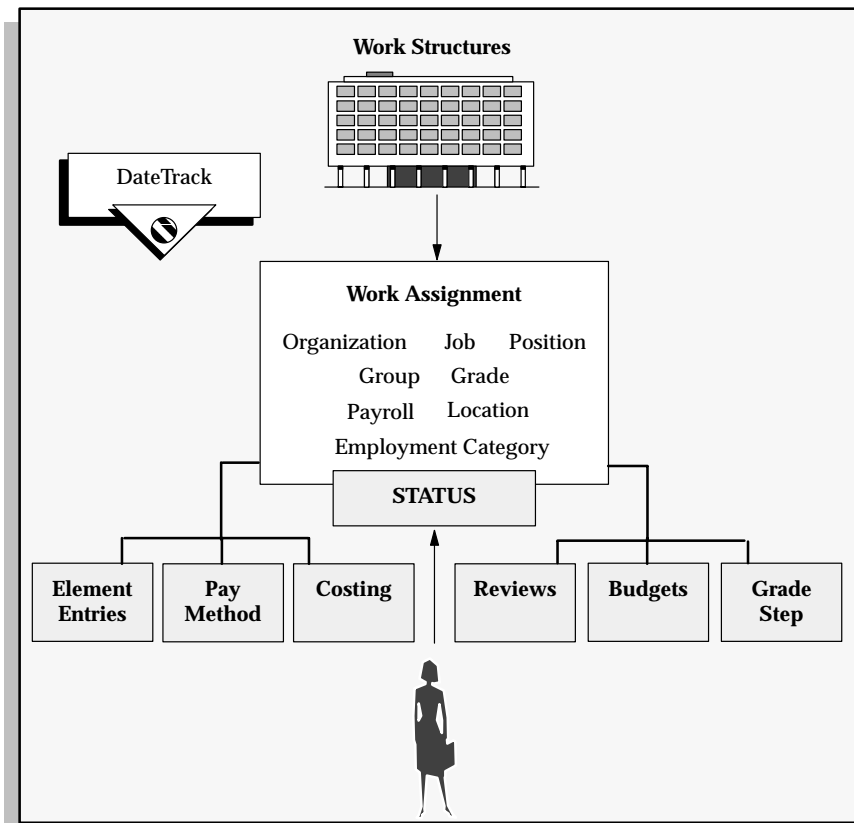 Work Structures
DateTrack
Work Assignment
Organization Job Position
Group Grade
Payroll Location
Employment Category
STATUS
Element
Entries
Pay
Method
Costing
Reviews
Budgets
Grade
Step